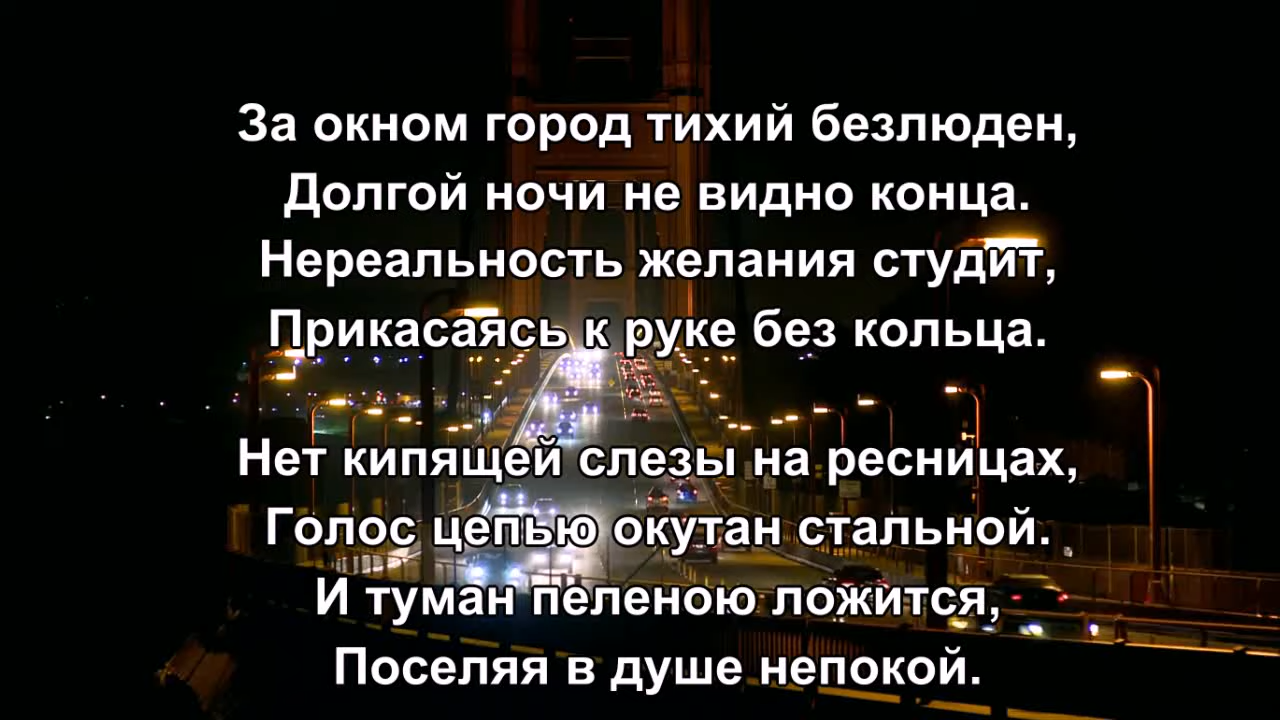 За окном город тихий безлюден,
Долгой ночи не видно конца.
Нереальность желания студит,
Прикасаясь к руке без кольца.
Нет кипящей слезы на ресницах,
Голос цепью окутан стальной.
И туман пеленою ложится,
Поселяя в душе непокой.